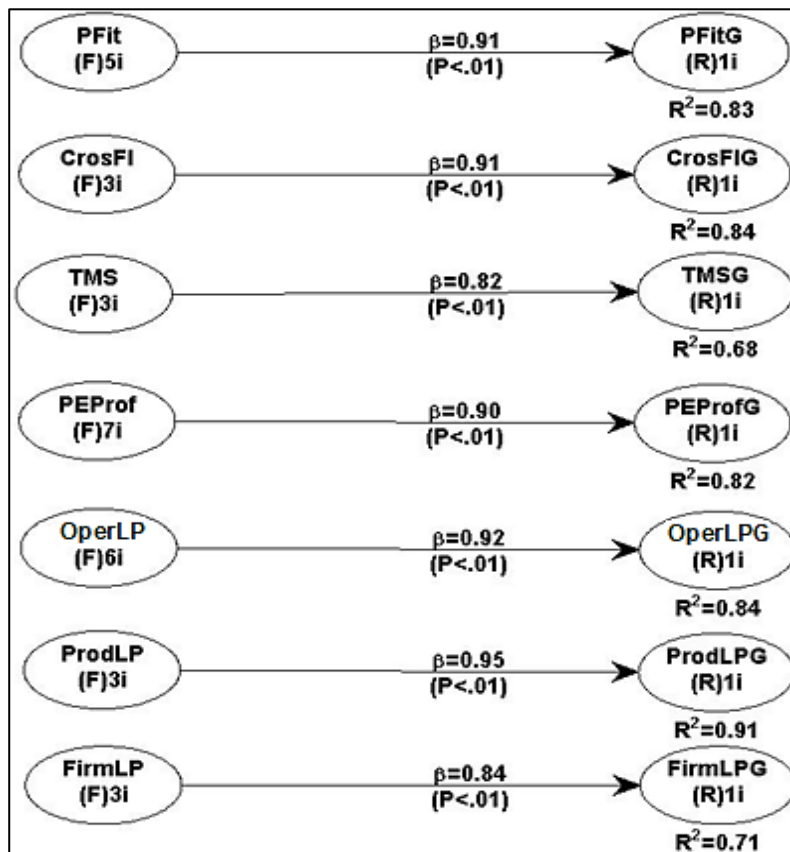 PFit
(F)5i
β=0.91
(P<.01)
PFitG
(R)1i
R²=0.83
CrosFI
(F)3i
β=0.91
(P<.01)
CrosFIG
(R)1i
R²=0.84
TMS
(F)3i
β=0.82
(P<.01)
TMSG
(R)1i
R²=0.68
PEProf
(F)7i
β=0.90
(P<.01)
PEProfG
(R)1i
R²=0.82
OperLP
(F)6i
β=0.92
(P<.01)
OperLPG
(R)1i
R²=0.84
ProdLP
(F)3i
β=0.95
(P<.01)
ProdLPG
(R)1i
R²=0.91
FirmLP
(F)3i
β=0.84
(P<.01)
FirmLPG
(R)1i
R²=0.71